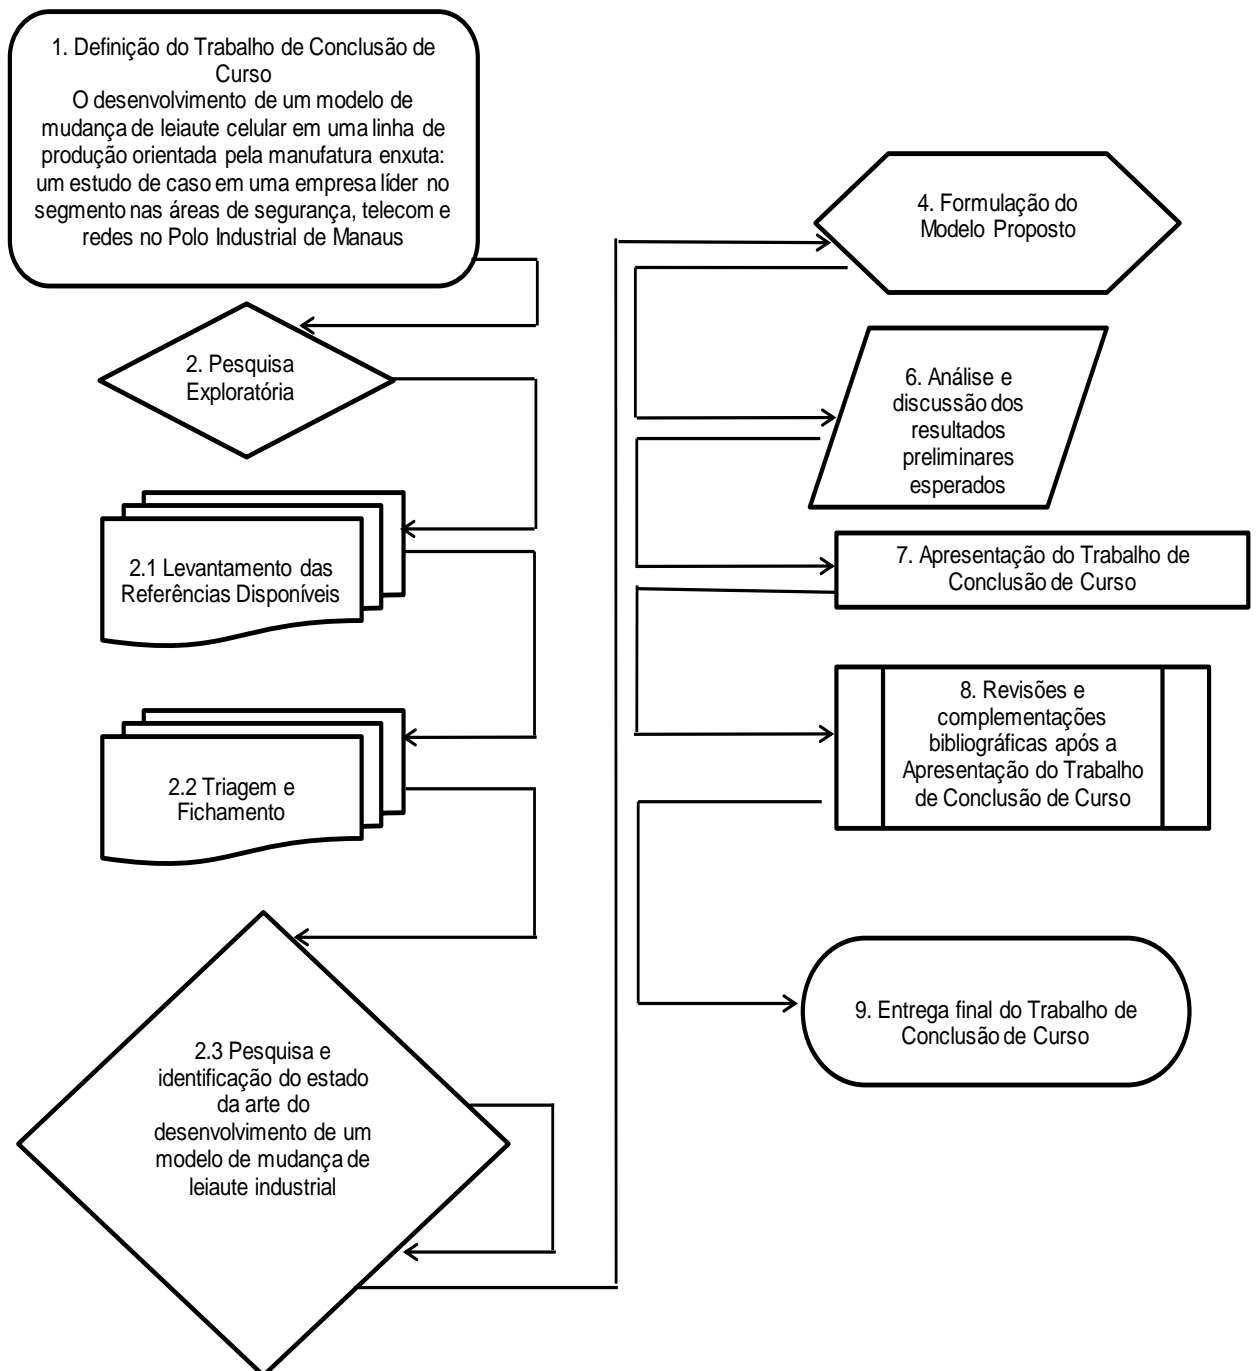 1. Definição do Trabalho de Conclusão de
Curso
O desenvolvimento de um modelo de
mudança de leiaute celular em uma linha de
produção orientada pela manufatura enxuta:
um estudo de caso em uma empresa líder no
segmento nas áreas de segurança, telecom e
redes no Polo Industrial de Manaus
2. Pesquisa
Exploratória
2.1 Levantamento das
Referências Disponíveis
2.2 Triagem e
Fichamento
2.3 Pesquisa e
identificação do estado
da arte do
desenvolvimento de um
modelo de mudança de
leiaute industrial
4. Formulação do
Modelo Proposto
6. Análise e
discussão dos
resultados
preliminares
esperados
7. Apresentação do Trabalho de
Conclusão de Curso
8. Revisões e
complementações
bibliográficas após a
Apresentação do Trabalho
de Conclusão de Curso
9. Entrega final do Trabalho de
Conclusão de Curso